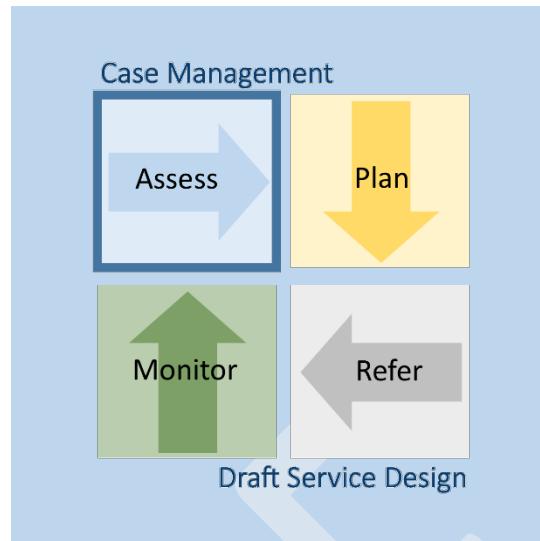 Case Management
Assess
Plan
Monitor
Refer
Draft Service Design